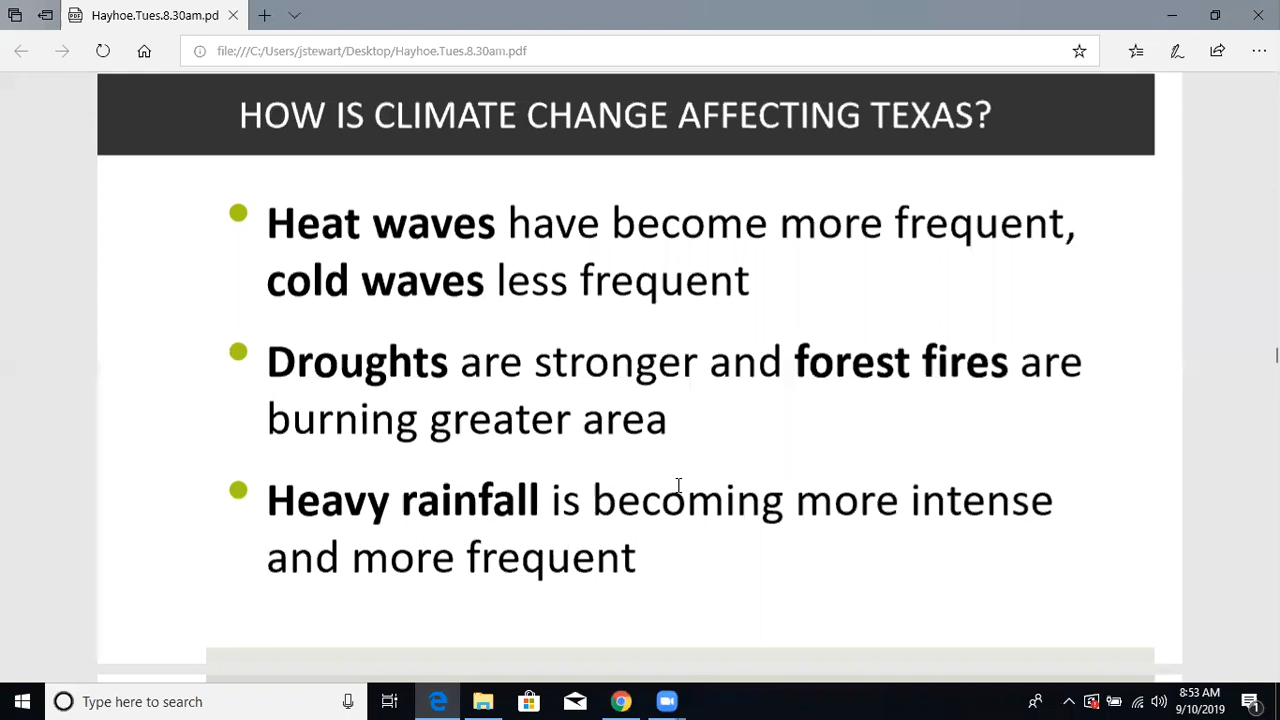 Hayhoe.Tues.8.30am.pd
file:///C:/Users/jstewart/Desktop/Hayhoe.Tues.8.30am.pdf
HOW IS CLIMATE CHANGE AFFECTING TEXAS?
Heat waves have become more frequent,
cold waves less frequent
Droughts are stronger and forest fires are
burning greater area
Heavy rainfall is becoming more intense
and more frequent
Type here to search
8:53 AM
9/10/2019